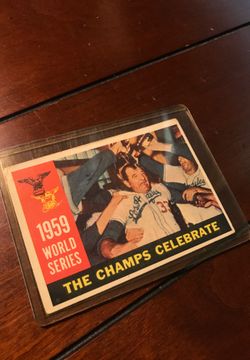 1959
WORLD
SERIES
THE CHAMPS CELEBRATE